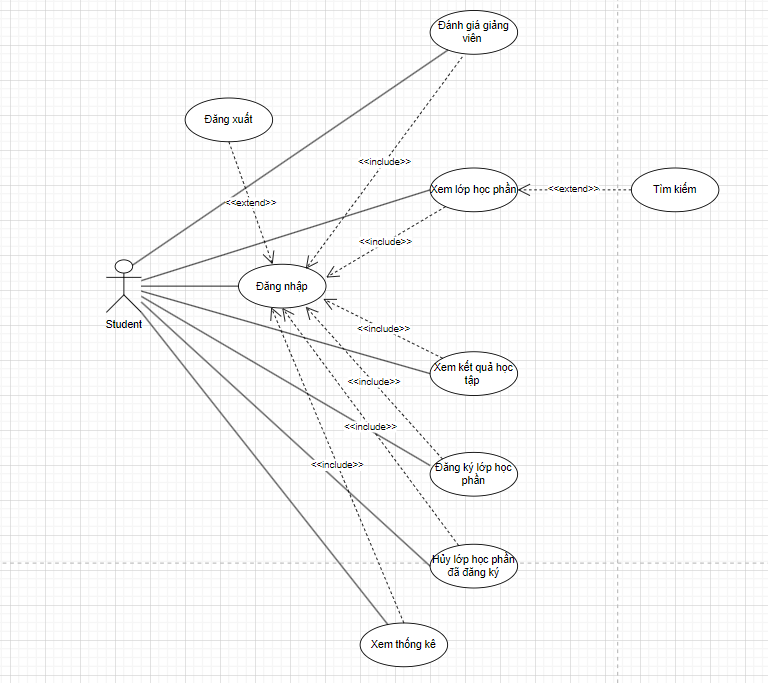 Đánh giá giảng
viên
Đăng xuất
<<include>>
Xem lớp học phần
<<extend>>
Tìm kiếm
<<extend>>
<<include>>
Đăng nhập
Student
<<include>>
Xem kết quả học
tập
<<include>>
<<include>>
<<include>>
Đăng ký lớp học
phần
Hủy lớp học phần
đã đăng ký
Xem thống kê